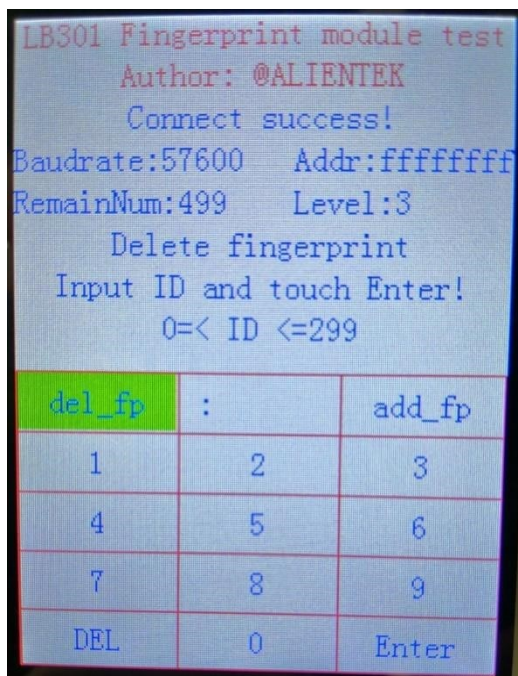 LB301 Fingerprint module test
Author: @ALIENTEK
Connect success!
Baudrate:57600 Addr:ffffffff
RemainNum:499 Level:3
Delete fingerprint
Input ID and touch Enter!
0=< ID <=299
del_fp : add_fp
1 2 3
4 5 6
7 8 9
DEL 0 Enter